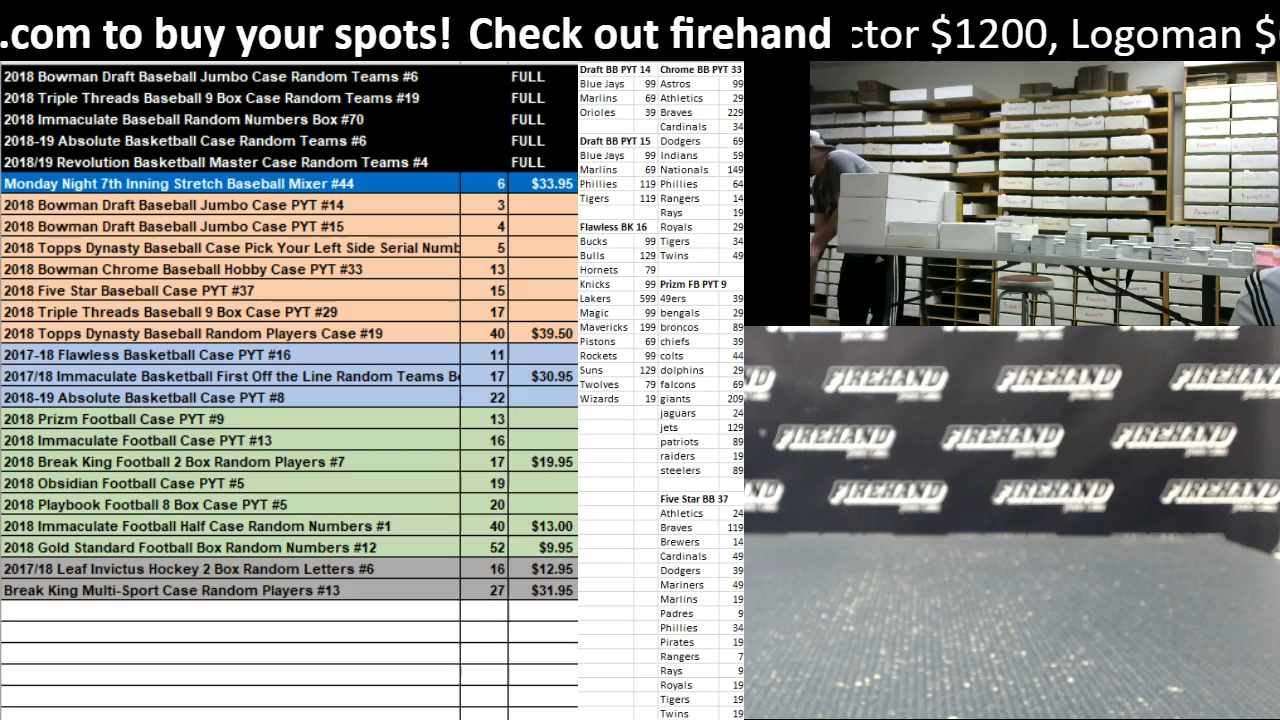 .com to buy your spots! Check out firehand
ctor $1200, Logoman $
2018 Bowman Draft Baseball Jumbo Case Random Teams #6 FULL
2018 Triple Threads Baseball 9 Box Case Random Teams #19 FULL
2018 Immaculate Baseball Random Numbers Box #70 FULL
2018-19 Absolute Basketball Case Random Teams #6 FULL
2018/19 Revolution Basketball Master Case Random Teams #4 FULL
Monday Night 7th Inning Stretch Baseball Mixer #44 6 $33.95
2018 Bowman Draft Baseball Jumbo Case PYT #14 3
2018 Bowman Draft Baseball Jumbo Case PYT #15 4
2018 Topps Dynasty Baseball Case Pick Your Left Side Serial Numb 5
2018 Bowman Chrome Baseball Hobby Case PYT #33 13
2018 Five Star Baseball Case PYT #37 15
2018 Triple Threads Baseball 9 Box Case PYT #29 17
2018 Topps Dynasty Baseball Random Players Case #19 40 $39.50
2017-18 Flawless Basketball Case PYT #16 11
2017/18 Immaculate Basketball First Off the Line Random Teams B 17 $30.95
2018-19 Absolute Basketball Case PYT #8 22
2018 Prizm Football Case PYT #9 13
2018 Immaculate Football Case PYT #13 16
2018 Break King Football 2 Box Random Players #7 17 $19.95
2018 Obsidian Football Case PYT #5 19
2018 Playbook Football 8 Box Case PYT #5 20
2018 Immaculate Football Half Case Random Numbers #1 40 $13.00
2018 Gold Standard Football Box Random Numbers #12 52 $9.95
2017/18 Leaf Invictus Hockey 2 Box Random Letters #6 16 $12.95
Break King Multi-Sport Case Random Players #13 27 $31.95
Draft BB PYT 14
Blue Jays 99
Marlins 69
Orioles 39
Draft BB PYT 15
Blue Jays 99
Marlins 69
Phillies 119
Tigers 119
Flawless BK 16
Bucks 99
Bulls 129
Hornets 79
Knicks 99
Lakers 599
Magic 99
Mavericks 199
Pistons 69
Rockets 99
Suns 129
Twolves 79
Wizards 19
Chrome BB PYT 33
Astros 99
Athletics 29
Braves 229
Cardinals 34
Dodgers 69
Indians 59
Nationals 149
Phillies 64
Rangers 14
Rays 19
Royals 29
Tigers 34
Twins 49
Prizm FB PYT 9
49ers 39
bengals 29
broncos 89
chiefs 39
colts 44
dolphins 29
falcons 69
giants 209
jaguars 24
jets 129
patriots 89
raiders 19
steelers 89
Five Star BB 37
Athletics 24
Braves 119
Brewers 14
Cardinals 49
Dodgers 39
Mariners 49
Marlins 19
Padres 9
Phillies 34
Pirates 19
Rangers 7
Rays 9
Royals 19
Tigers 19
Twins 19
FIREHAND FIREHAND FIREHAND
FIREHAND FIREHAND FIREHAND
FIREHAND FIREHAND FIREHAND